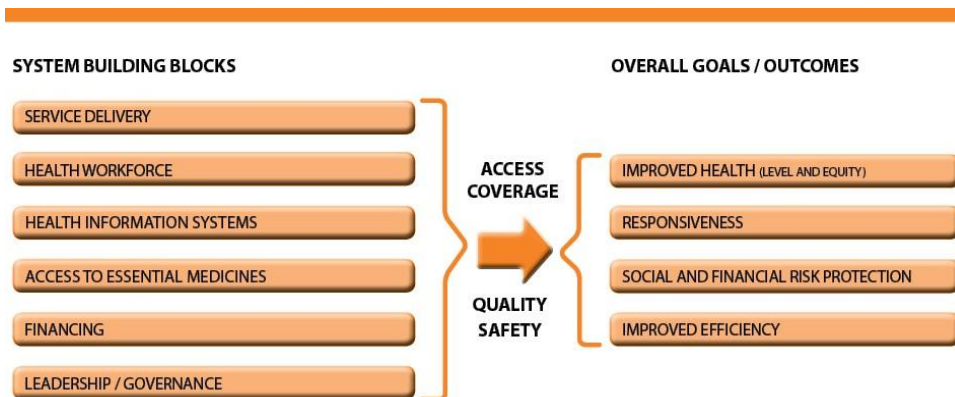 SYSTEM BUILDING BLOCKS
SERVICE DELIVERY
HEALTH WORKFORCE
HEALTH INFORMATION SYSTEMS
ACCESS TO ESSENTIAL MEDICINES
FINANCING
LEADERSHIP / GOVERNANCE
ACCESS
COVERAGE
QUALITY
SAFETY
OVERALL GOALS / OUTCOMES
IMPROVED HEALTH (LEVEL AND EQUITY)
RESPONSIVENESS
SOCIAL AND FINANCIAL RISK PROTECTION
IMPROVED EFFICIENCY